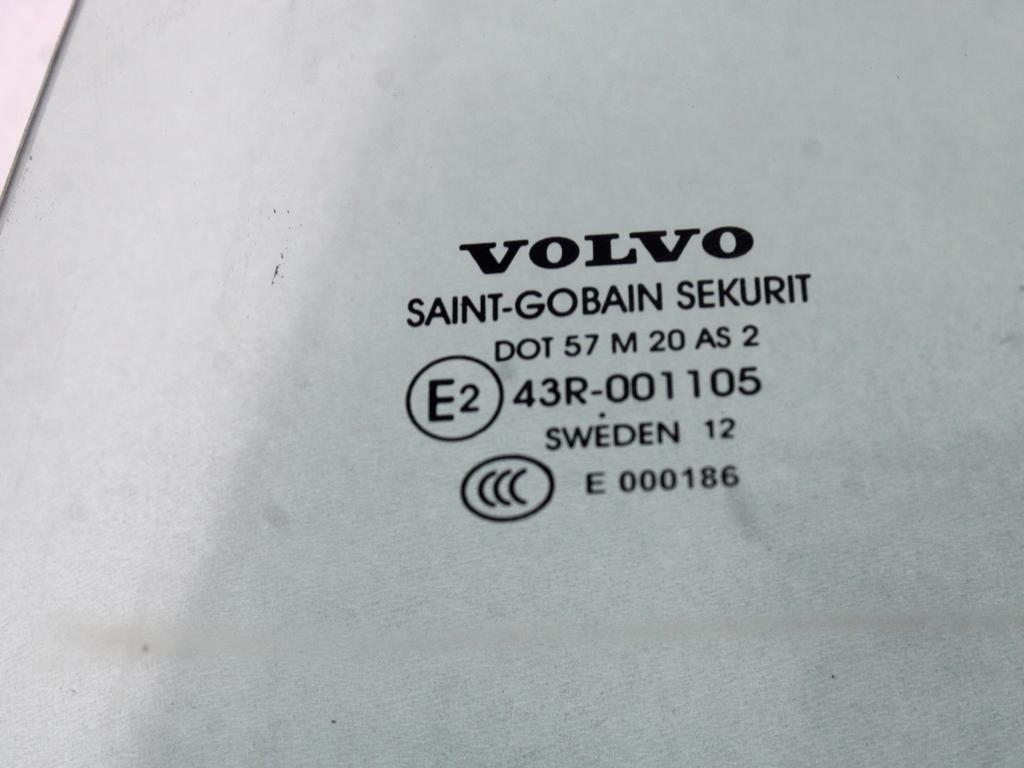 VOLVO
SAINT-GOBAIN SEKURIT
DOT 57 M 20 AS 2
E2 43R-001105
SWEDEN 12
CCC E 000186